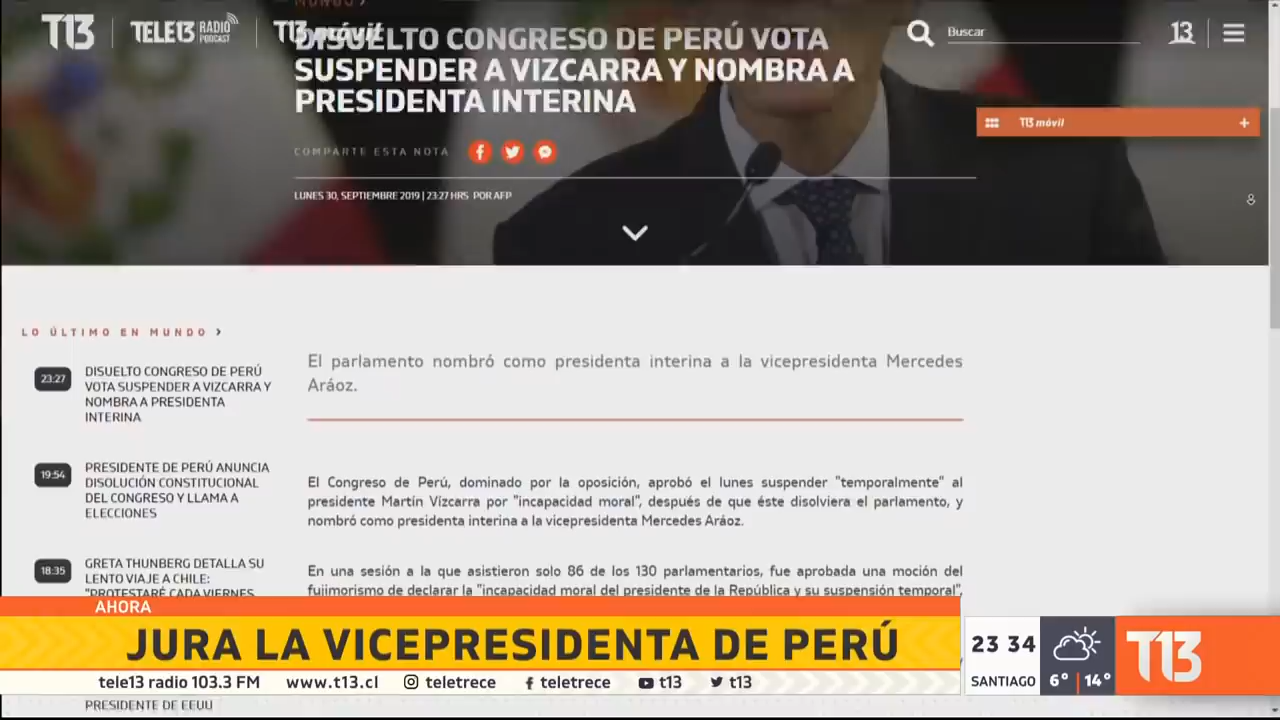 MUNDO >
T13
TELE13 RADIO PODCAST
T13 móvil
DISUELTO CONGRESO DE PERÚ VOTA
SUSPENDER A VIZCARRA Y NOMBRA A
PRESIDENTA INTERINA
Buscar
13
T13 móvil +
COMPARTE ESTA NOTA
LUNES 30, SEPTIEMBRE 2019 | 23:27 HRS POR AFP
LO ÚLTIMO EN MUNDO >
23:27
DISUELTO CONGRESO DE PERÚ
VOTA SUSPENDER A VIZCARRA Y
NOMBRA A PRESIDENTA
INTERINA
19:54
PRESIDENTE DE PERÚ ANUNCIA
DISOLUCIÓN CONSTITUCIONAL
DEL CONGRESO Y LLAMA A
ELECCIONES
18:35
GRETA THUNBERG DETALLA SU
LENTO VIAJE A CHILE:
"PROTESTARÉ CADA VIERNES
El parlamento nombró como presidenta interina a la vicepresidenta Mercedes
Aráoz.
El Congreso de Perú, dominado por la oposición, aprobó el lunes suspender "temporalmente" al
presidente Martín Vízcarra por "incapacidad moral", después de que éste disolviera el parlamento, y
nombró como presidenta interina a la vicepresidenta Mercedes Aráoz.
En una sesión a la que asistieron solo 86 de los 130 parlamentarios, fue aprobada una moción del
fujimorismo de declarar la "incapacidad moral del presidente de la República y su suspensión temporal",
AHORA
JURA LA VICEPRESIDENTA DE PERÚ
tele13 radio 103.3 FM www.t13.cl teletrece teletrece t13 t13
23 34
SANTIAGO
6° | 14°
T13
PRESIDENTE DE EEUU